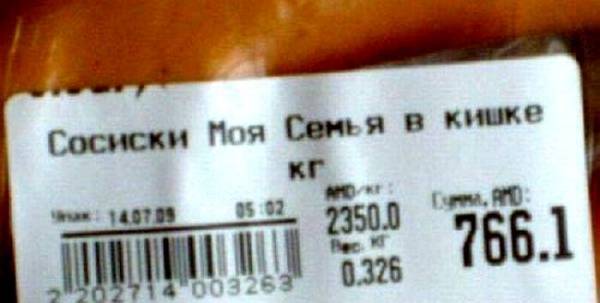 Сосиски Моя Семья в кишке
кг
Упак: 14.07.09 05:02
AMD/кг:
2350.0
Вес, КГ
0.326
Сумма, AMD:
766.1
2 202714 003263